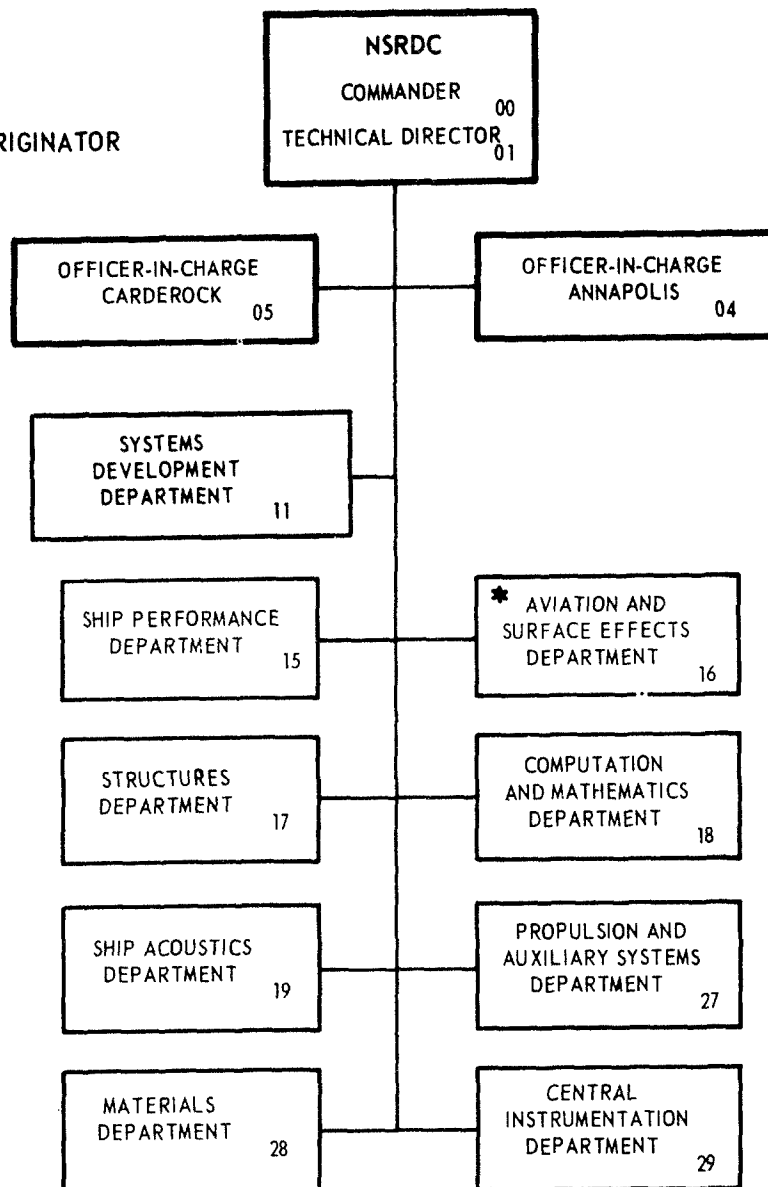 NSRDC
COMMANDER
00
TECHNICAL DIRECTOR
01
RIGINATOR
OFFICER-IN-CHARGE
CARDEROCK
05
OFFICER-IN-CHARGE
ANNAPOLIS
04
SYSTEMS
DEVELOPMENT
DEPARTMENT
11
SHIP PERFORMANCE
DEPARTMENT
15
* AVIATION AND
SURFACE EFFECTS
DEPARTMENT
16
STRUCTURES
DEPARTMENT
17
COMPUTATION
AND MATHEMATICS
DEPARTMENT
18
SHIP ACOUSTICS
DEPARTMENT
19
PROPULSION AND
AUXILIARY SYSTEMS
DEPARTMENT
27
MATERIALS
DEPARTMENT
28
CENTRAL
INSTRUMENTATION
DEPARTMENT
29